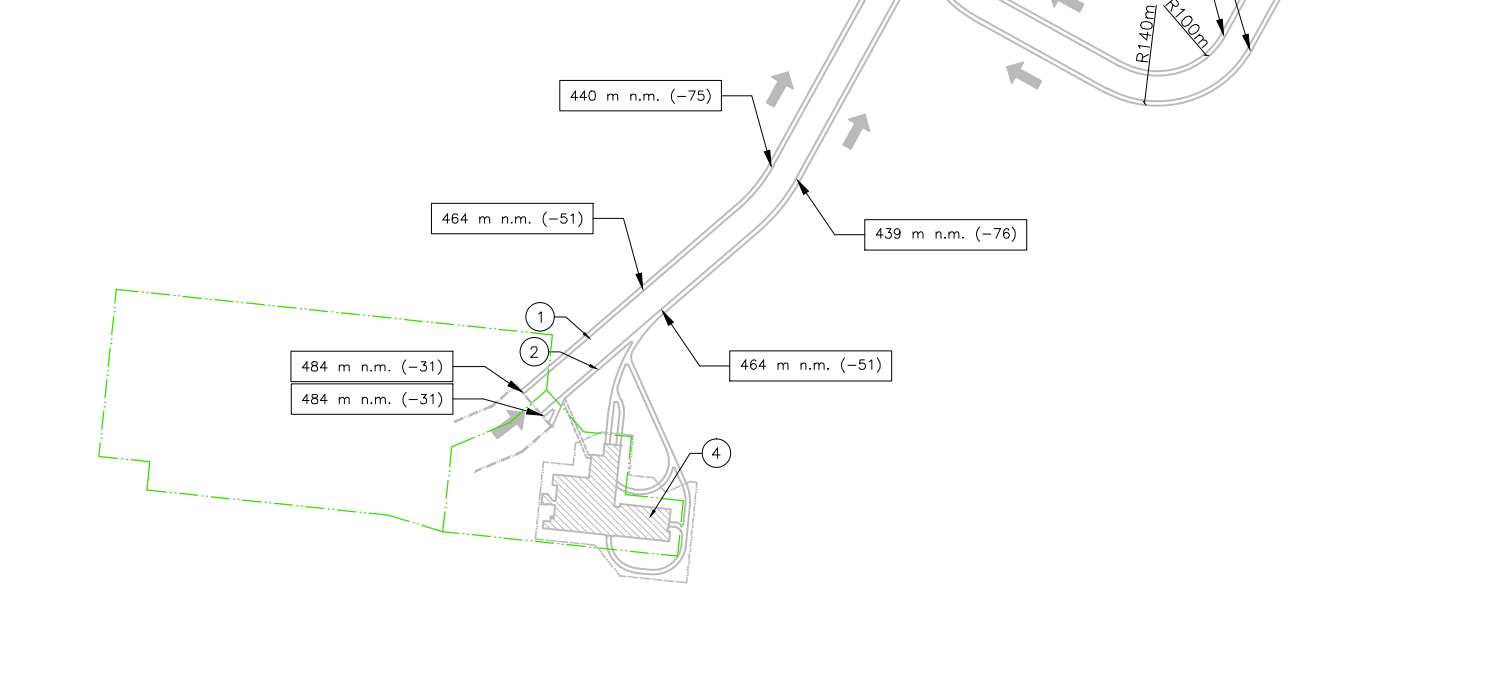 R140m
R100m
440 m n.m. (−75)
464 m n.m. (−51)
439 m n.m. (−76)
1
2
484 m n.m. (−31)
484 m n.m. (−31)
464 m n.m. (−51)
4